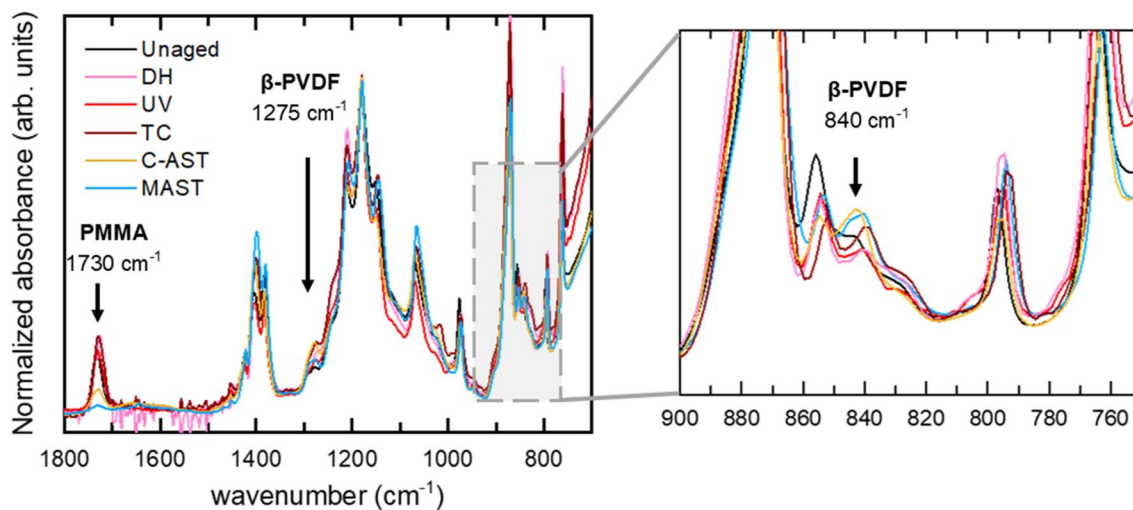 Normalized absorbance (arb. units)
Unaged
DH
UV
TC
C-AST
MAST
β-PVDF
1275 cm⁻¹
PMMA
1730 cm⁻¹
1800 1600 1400 1200 1000 800
wavenumber (cm⁻¹)
β-PVDF
840 cm⁻¹
900 880 860 840 820 800 780 760